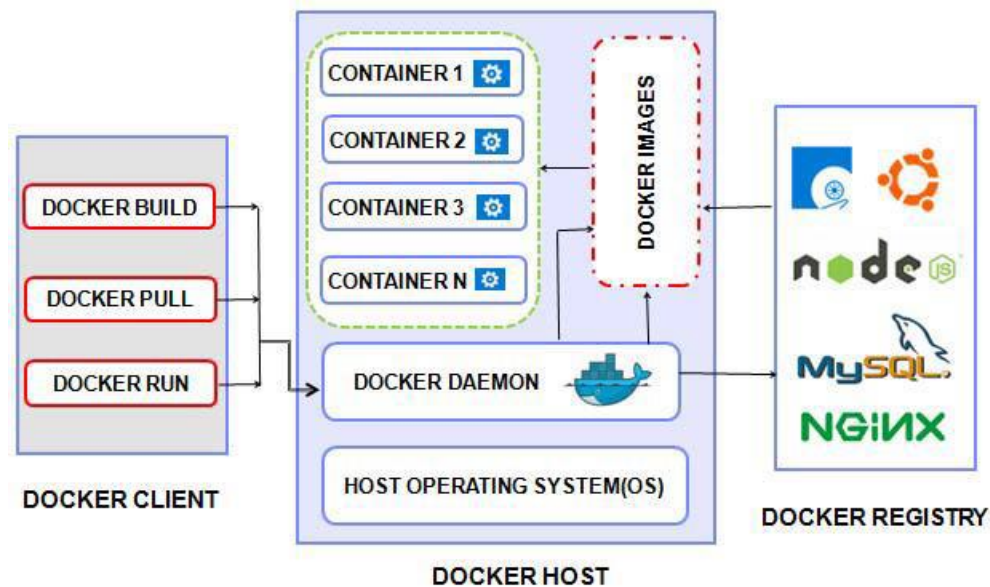 DOCKER BUILD
DOCKER PULL
DOCKER RUN
DOCKER CLIENT
CONTAINER 1
CONTAINER 2
CONTAINER 3
CONTAINER N
DOCKER IMAGES
DOCKER DAEMON
HOST OPERATING SYSTEM(OS)
DOCKER HOST
node JS
MySQL.
NGiNX
DOCKER REGISTRY